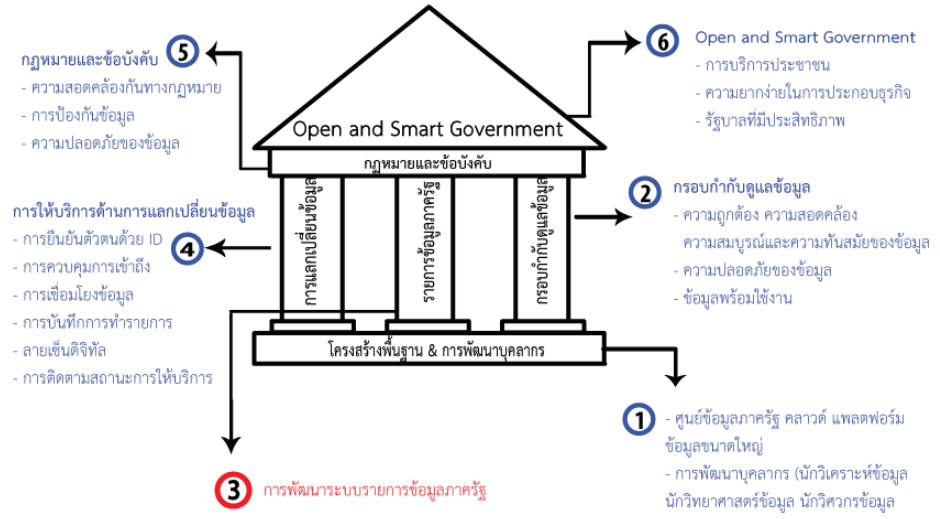 5
กฎหมายและข้อบังคับ
- ความสอดคล้องกันทางกฎหมาย
- การป้องกันข้อมูล
- ความปลอดภัยของข้อมูล
6
Open and Smart Government
- การบริการประชาชน
- ความยากง่ายในการประกอบธุรกิจ
- รัฐบาลที่มีประสิทธิภาพ
Open and Smart Government
กฎหมายและข้อบังคับ
การแลกเปลี่ยนข้อมูล
รายการข้อมูลภาครัฐ
กรอบกำกับดูแลข้อมูล
โครงสร้างพื้นฐาน & การพัฒนาบุคลากร
2
กรอบกำกับดูแลข้อมูล
- ความถูกต้อง ความสอดคล้อง
ความสมบูรณ์และความทันสมัยของข้อมูล
- ความปลอดภัยของข้อมูล
- ข้อมูลพร้อมใช้งาน
การให้บริการด้านการแลกเปลี่ยนข้อมูล
4
- การยืนยันตัวตนด้วย ID
- การควบคุมการเข้าถึง
- การเชื่อมโยงข้อมูล
- การบันทึกการทำรายการ
- ลายเซ็นดิจิทัล
- การติดตามสถานะการให้บริการ
1
- ศูนย์ข้อมูลภาครัฐ คลาวด์ แพลตฟอร์ม
ข้อมูลขนาดใหญ่
- การพัฒนาบุคลากร (นักวิเคราะห์ข้อมูล
นักวิทยาศาสตร์ข้อมูล นักวิศวกรข้อมูล
3
การพัฒนาระบบรายการข้อมูลภาครัฐ